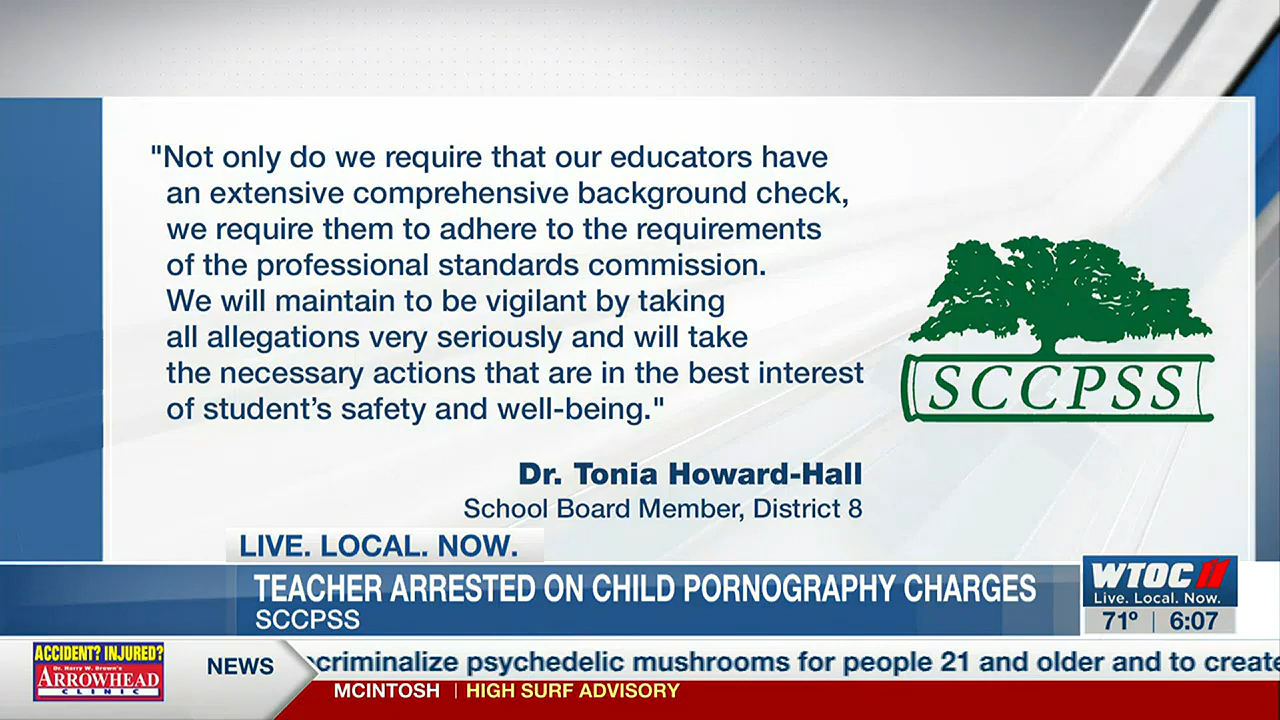 "Not only do we require that our educators have
an extensive comprehensive background check,
we require them to adhere to the requirements
of the professional standards commission.
We will maintain to be vigilant by taking
all allegations very seriously and will take
the necessary actions that are in the best interest
of student's safety and well-being."
SCCPSS
Dr. Tonia Howard-Hall
School Board Member, District 8
LIVE. LOCAL. NOW.
TEACHER ARRESTED ON CHILD PORNOGRAPHY CHARGES
SCCPSS
WTOC 11
Live. Local. Now.
71° | 6:07
ACCIDENT? INJURED?
Dr. Harry W. Brown's
ARROWHEAD
CLINIC
NEWS
criminalize psychedelic mushrooms for people 21 and older and to create
MCINTOSH | HIGH SURF ADVISORY